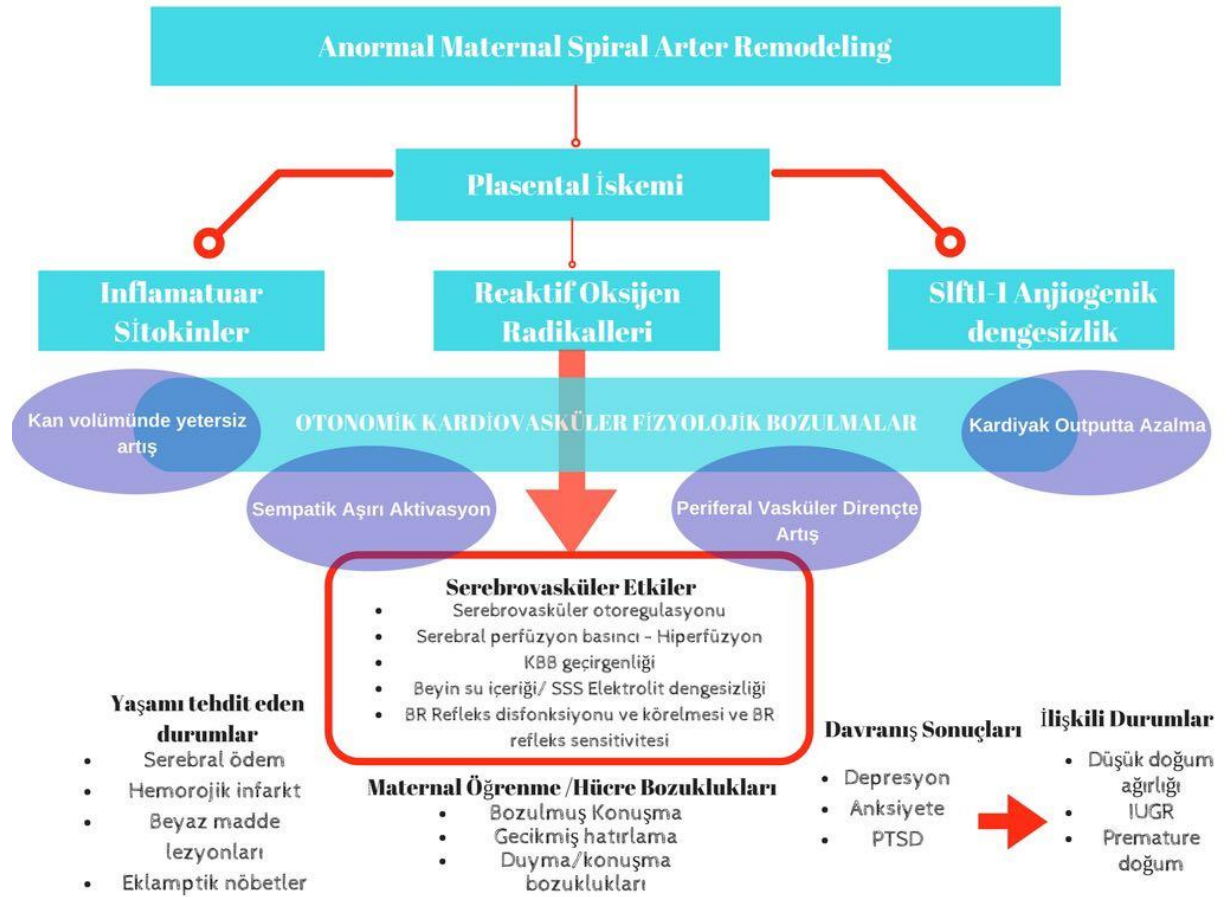 Anormal Maternal Spiral Arter Remodeling
Plasental İskemi
Inflamatuar
Sitokinler
Reaktif Oksijen
Radikalleri
Slftl-1 Anjiogenik
dengesizlik
Kan volümünde yetersiz
artış
OTONOMİK KARDİOVASKÜLER FİZYOLOJİK BOZULMALAR
Kardiyak Outputta Azalma
Sempatik Aşırı Aktivasyon
Periferal Vasküler Dirençte
Artış
Serebrovasküler Etkiler
• Serebrovasküler otoregulasyonu
• Serebral perfüzyon basıncı - Hiperfüzyon
• KBB geçirgenliği
• Beyin su içeriği/ SSS Elektrolit dengesizliği
• BR Refleks disfonksiyonu ve körelmesi ve BR
refleks sensitivitesi
Yaşamı tehdit eden
durumlar
• Serebral ödem
• Hemorojik infarkt
• Beyaz madde
lezyonları
• Eklamptik nöbetler
Maternal Öğrenme /Hücre Bozuklukları
• Bozulmuş Konuşma
• Gecikmiş hatırlama
• Duyma/konuşma
bozuklukları
Davranış Sonuçları
• Depresyon
• Anksiyete
• PTSD
İlişkili Durumlar
• Düşük doğum
ağırlığı
• IUGR
• Premature
doğum